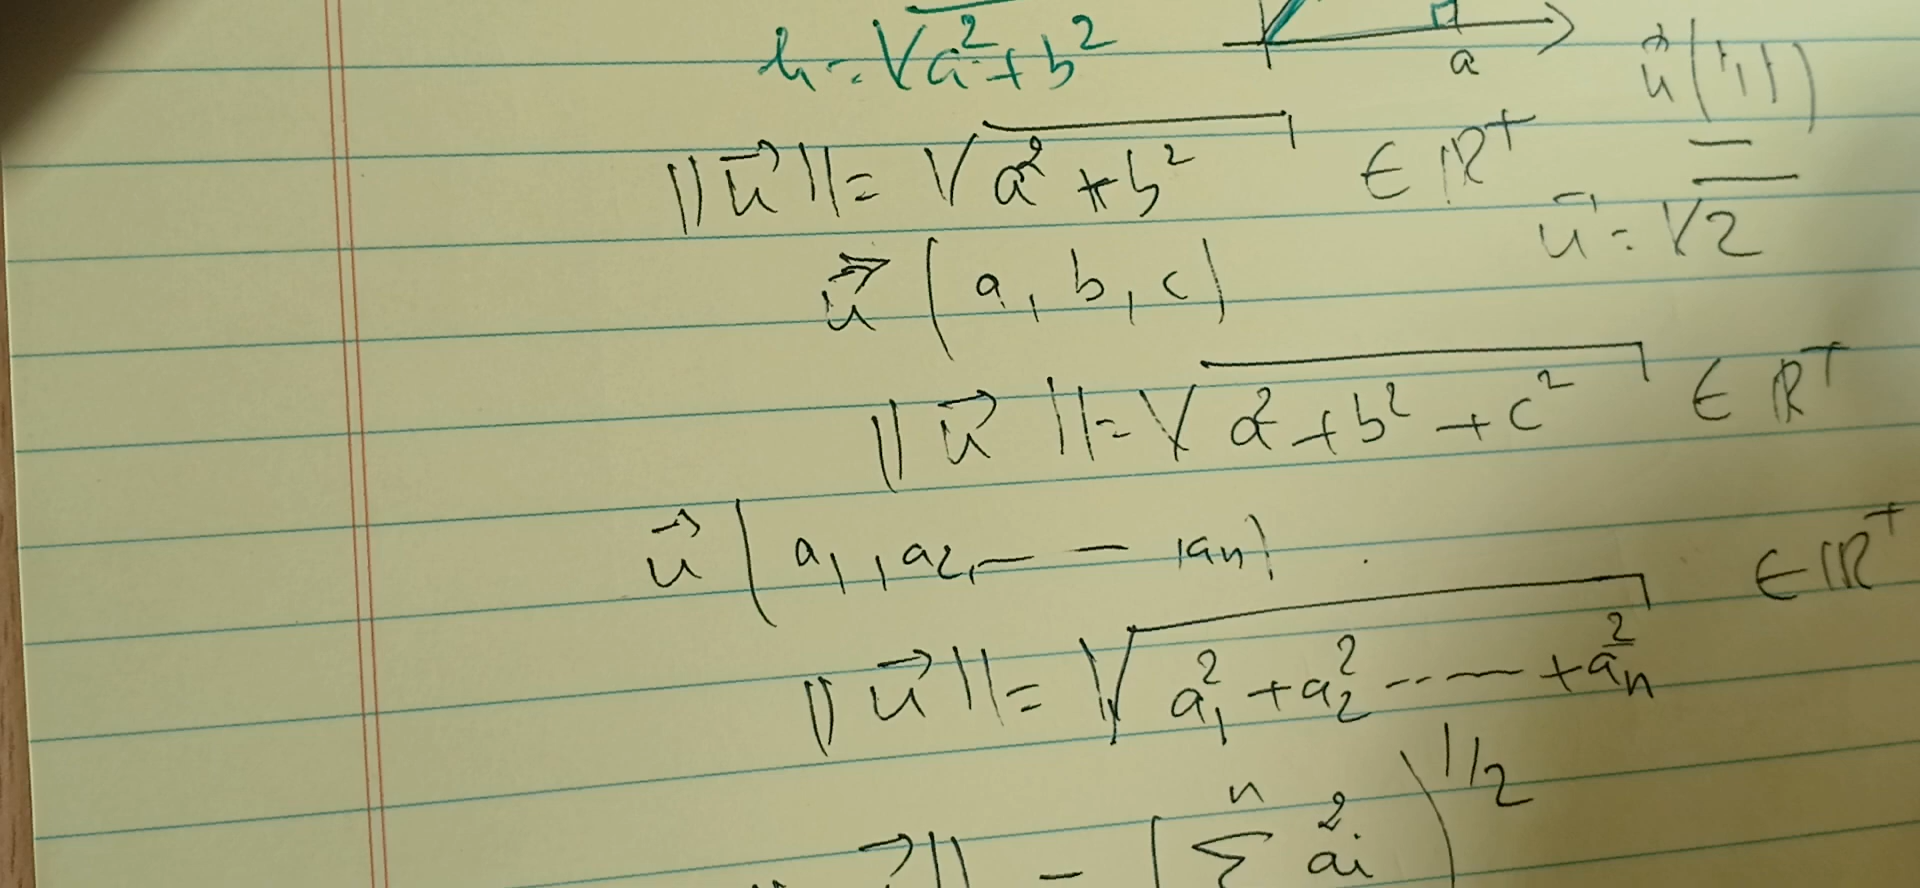 h = √a² + b²
a
u⃗(1,1)
||u⃗|| = √a² + b² ∈ ℝ⁺
u⃗ = √2
u⃗(a, b, c)
||u⃗|| = √a² + b² + c² ∈ ℝ⁺
u⃗(a₁, a₂, — — , aₙ)
||u⃗|| = √a₁² + a₂² ---- — + aₙ² ∈ ℝ⁺
u⃗|| = (∑ⁿ aᵢ²)^1/2